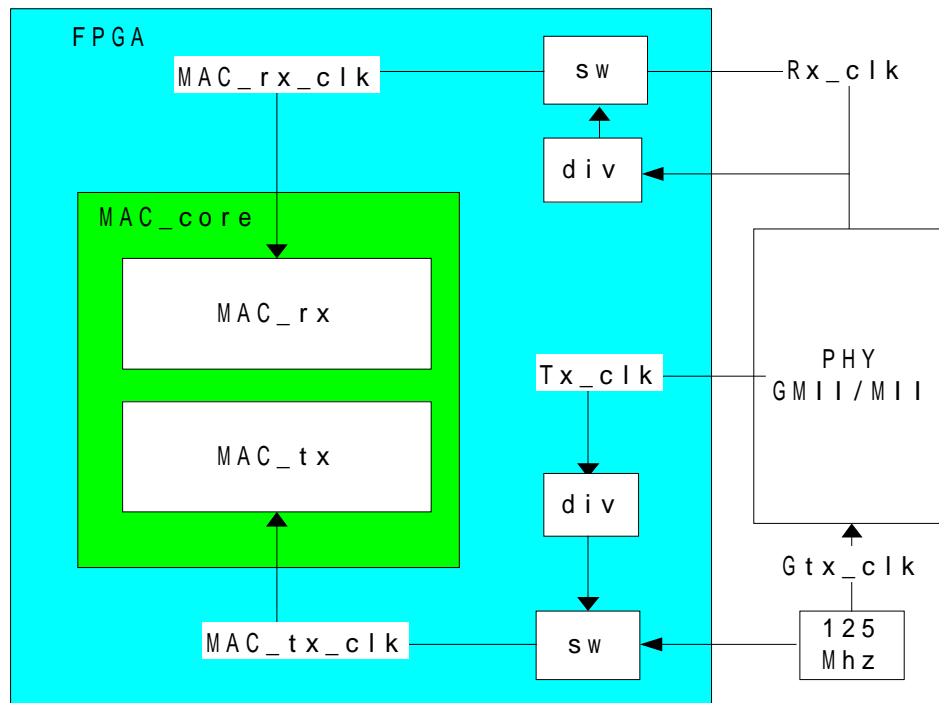 FPGA
MAC_rx_clk
sw
Rx_clk
div
MAC_core
MAC_rx
PHY
GMII/MII
Tx_clk
MAC_tx
div
Gtx_clk
MAC_tx_clk
sw
125
Mhz